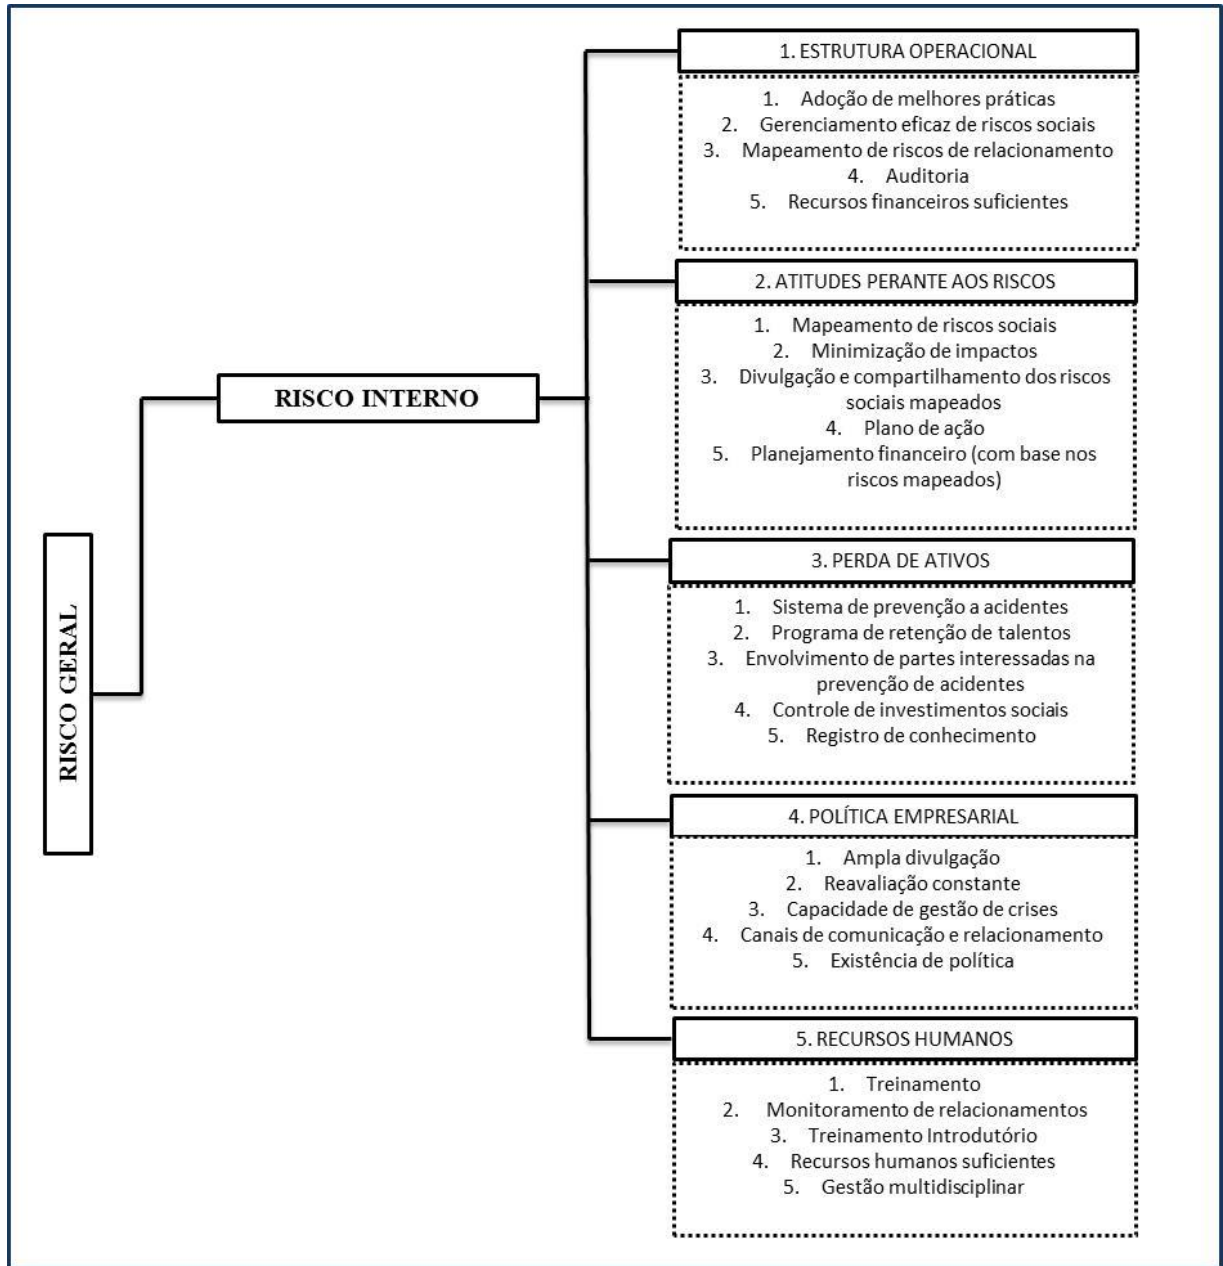 1. ESTRUTURA OPERACIONAL
1. Adoção de melhores práticas
2. Gerenciamento eficaz de riscos sociais
3. Mapeamento de riscos de relacionamento
4. Auditoria
5. Recursos financeiros suficientes
2. ATITUDES PERANTE AOS RISCOS
1. Mapeamento de riscos sociais
2. Minimização de impactos
3. Divulgação e compartilhamento dos riscos
sociais mapeados
4. Plano de ação
5. Planejamento financeiro (com base nos
riscos mapeados)
RISCO INTERNO
RISCO GERAL
3. PERDA DE ATIVOS
1. Sistema de prevenção a acidentes
2. Programa de retenção de talentos
3. Envolvimento de partes interessadas na
prevenção de acidentes
4. Controle de investimentos sociais
5. Registro de conhecimento
4. POLÍTICA EMPRESARIAL
1. Ampla divulgação
2. Reavaliação constante
3. Capacidade de gestão de crises
4. Canais de comunicação e relacionamento
5. Existência de política
5. RECURSOS HUMANOS
1. Treinamento
2. Monitoramento de relacionamentos
3. Treinamento Introdutório
4. Recursos humanos suficientes
5. Gestão multidisciplinar